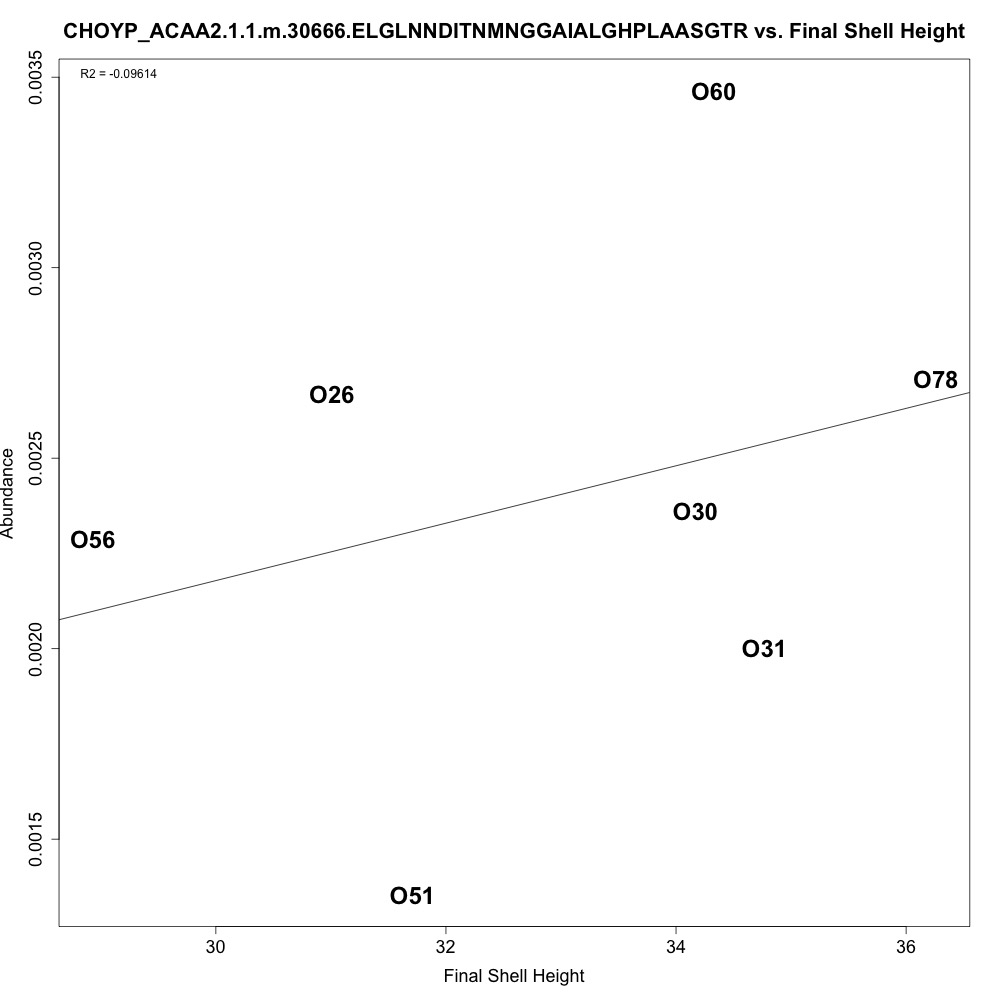 CHOYP_ACAA2.1.1.m.30666.ELGLNNDITNMNGGAIALGHPLAASGTR vs. Final Shell Height
R2 = -0.09614
0.0035
0.0030
0.0025
0.0020
0.0015
Abundance
O60
O78
O26
O30
O56
O31
O51
30 32 34 36
Final Shell Height